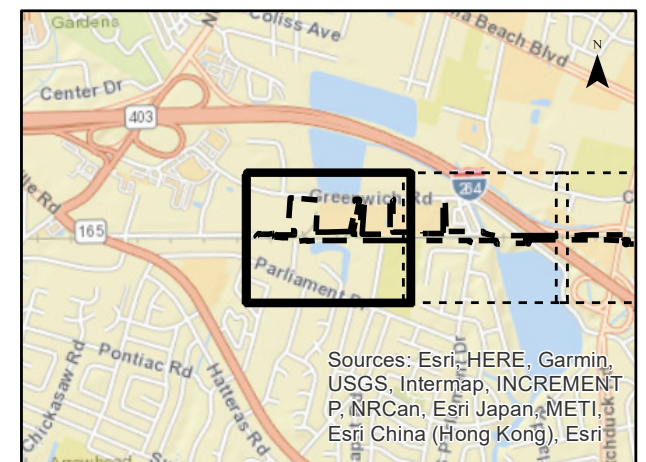 Gardens
Coliss Ave
Beach Blvd
N
Center Dr
403
Greenwich Rd
264
165
Parliament
Pontiac Rd
Chickasaw Rd
Hatteras Rd
Sources: Esri, HERE, Garmin,
USGS, Intermap, INCREMENT
P, NRCan, Esri Japan, METI,
Esri China (Hong Kong), Esri